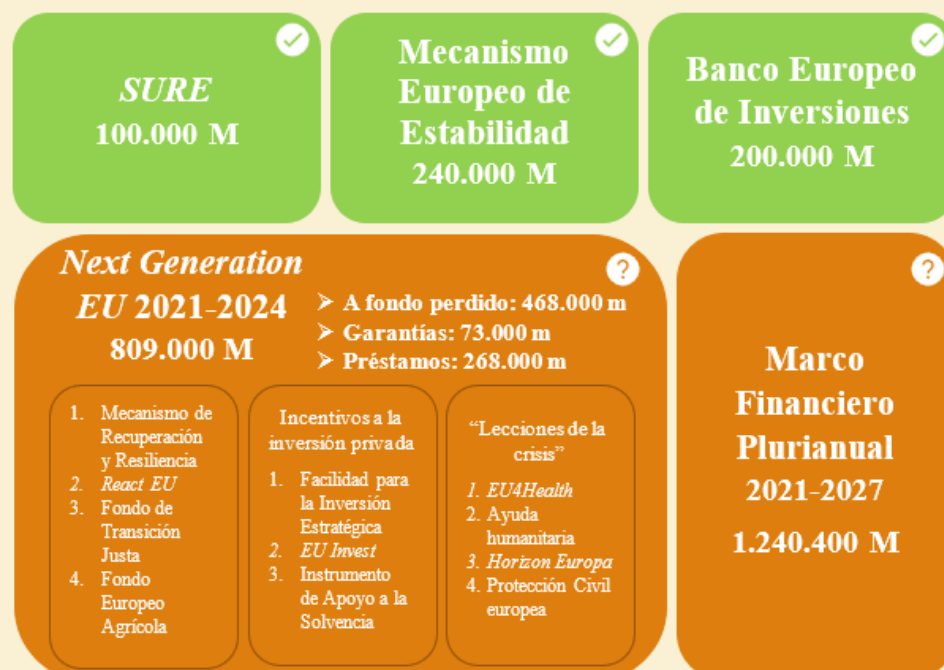 SURE
100.000 M
Mecanismo
Europeo de
Estabilidad
240.000 M
Banco Europeo
de Inversiones
200.000 M
Next Generation
EU 2021-2024
809.000 M
➢ A fondo perdido: 468.000 m
➢ Garantías: 73.000 m
➢ Préstamos: 268.000 m
1. Mecanismo de
Recuperación
y Resiliencia
2. React EU
3. Fondo de
Transición
Justa
4. Fondo
Europeo
Agrícola
Incentivos a la
inversión privada
1. Facilidad para
la Inversión
Estratégica
2. EU Invest
3. Instrumento
de Apoyo a la
Solvencia
“Lecciones de la
crisis”
1. EU4Health
2. Ayuda
humanitaria
3. Horizon Europa
4. Protección Civil
europea
?
?
Marco
Financiero
Plurianual
2021-2027
1.240.400 M